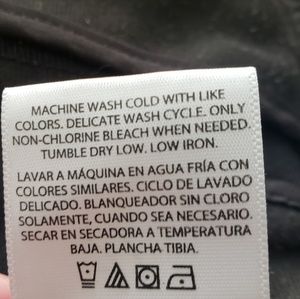 MACHINE WASH COLD WITH LIKE
COLORS. DELICATE WASH CYCLE. ONLY
NON-CHLORINE BLEACH WHEN NEEDED.
TUMBLE DRY LOW. LOW IRON.
LAVAR A MÁQUINA EN AGUA FRÍA CON
COLORES SIMILARES. CICLO DE LAVADO
DELICADO. BLANQUEADOR SIN CLORO
SOLAMENTE, CUANDO SEA NECESARIO.
SECAR EN SECADORA A TEMPERATURA
BAJA. PLANCHA TIBIA.